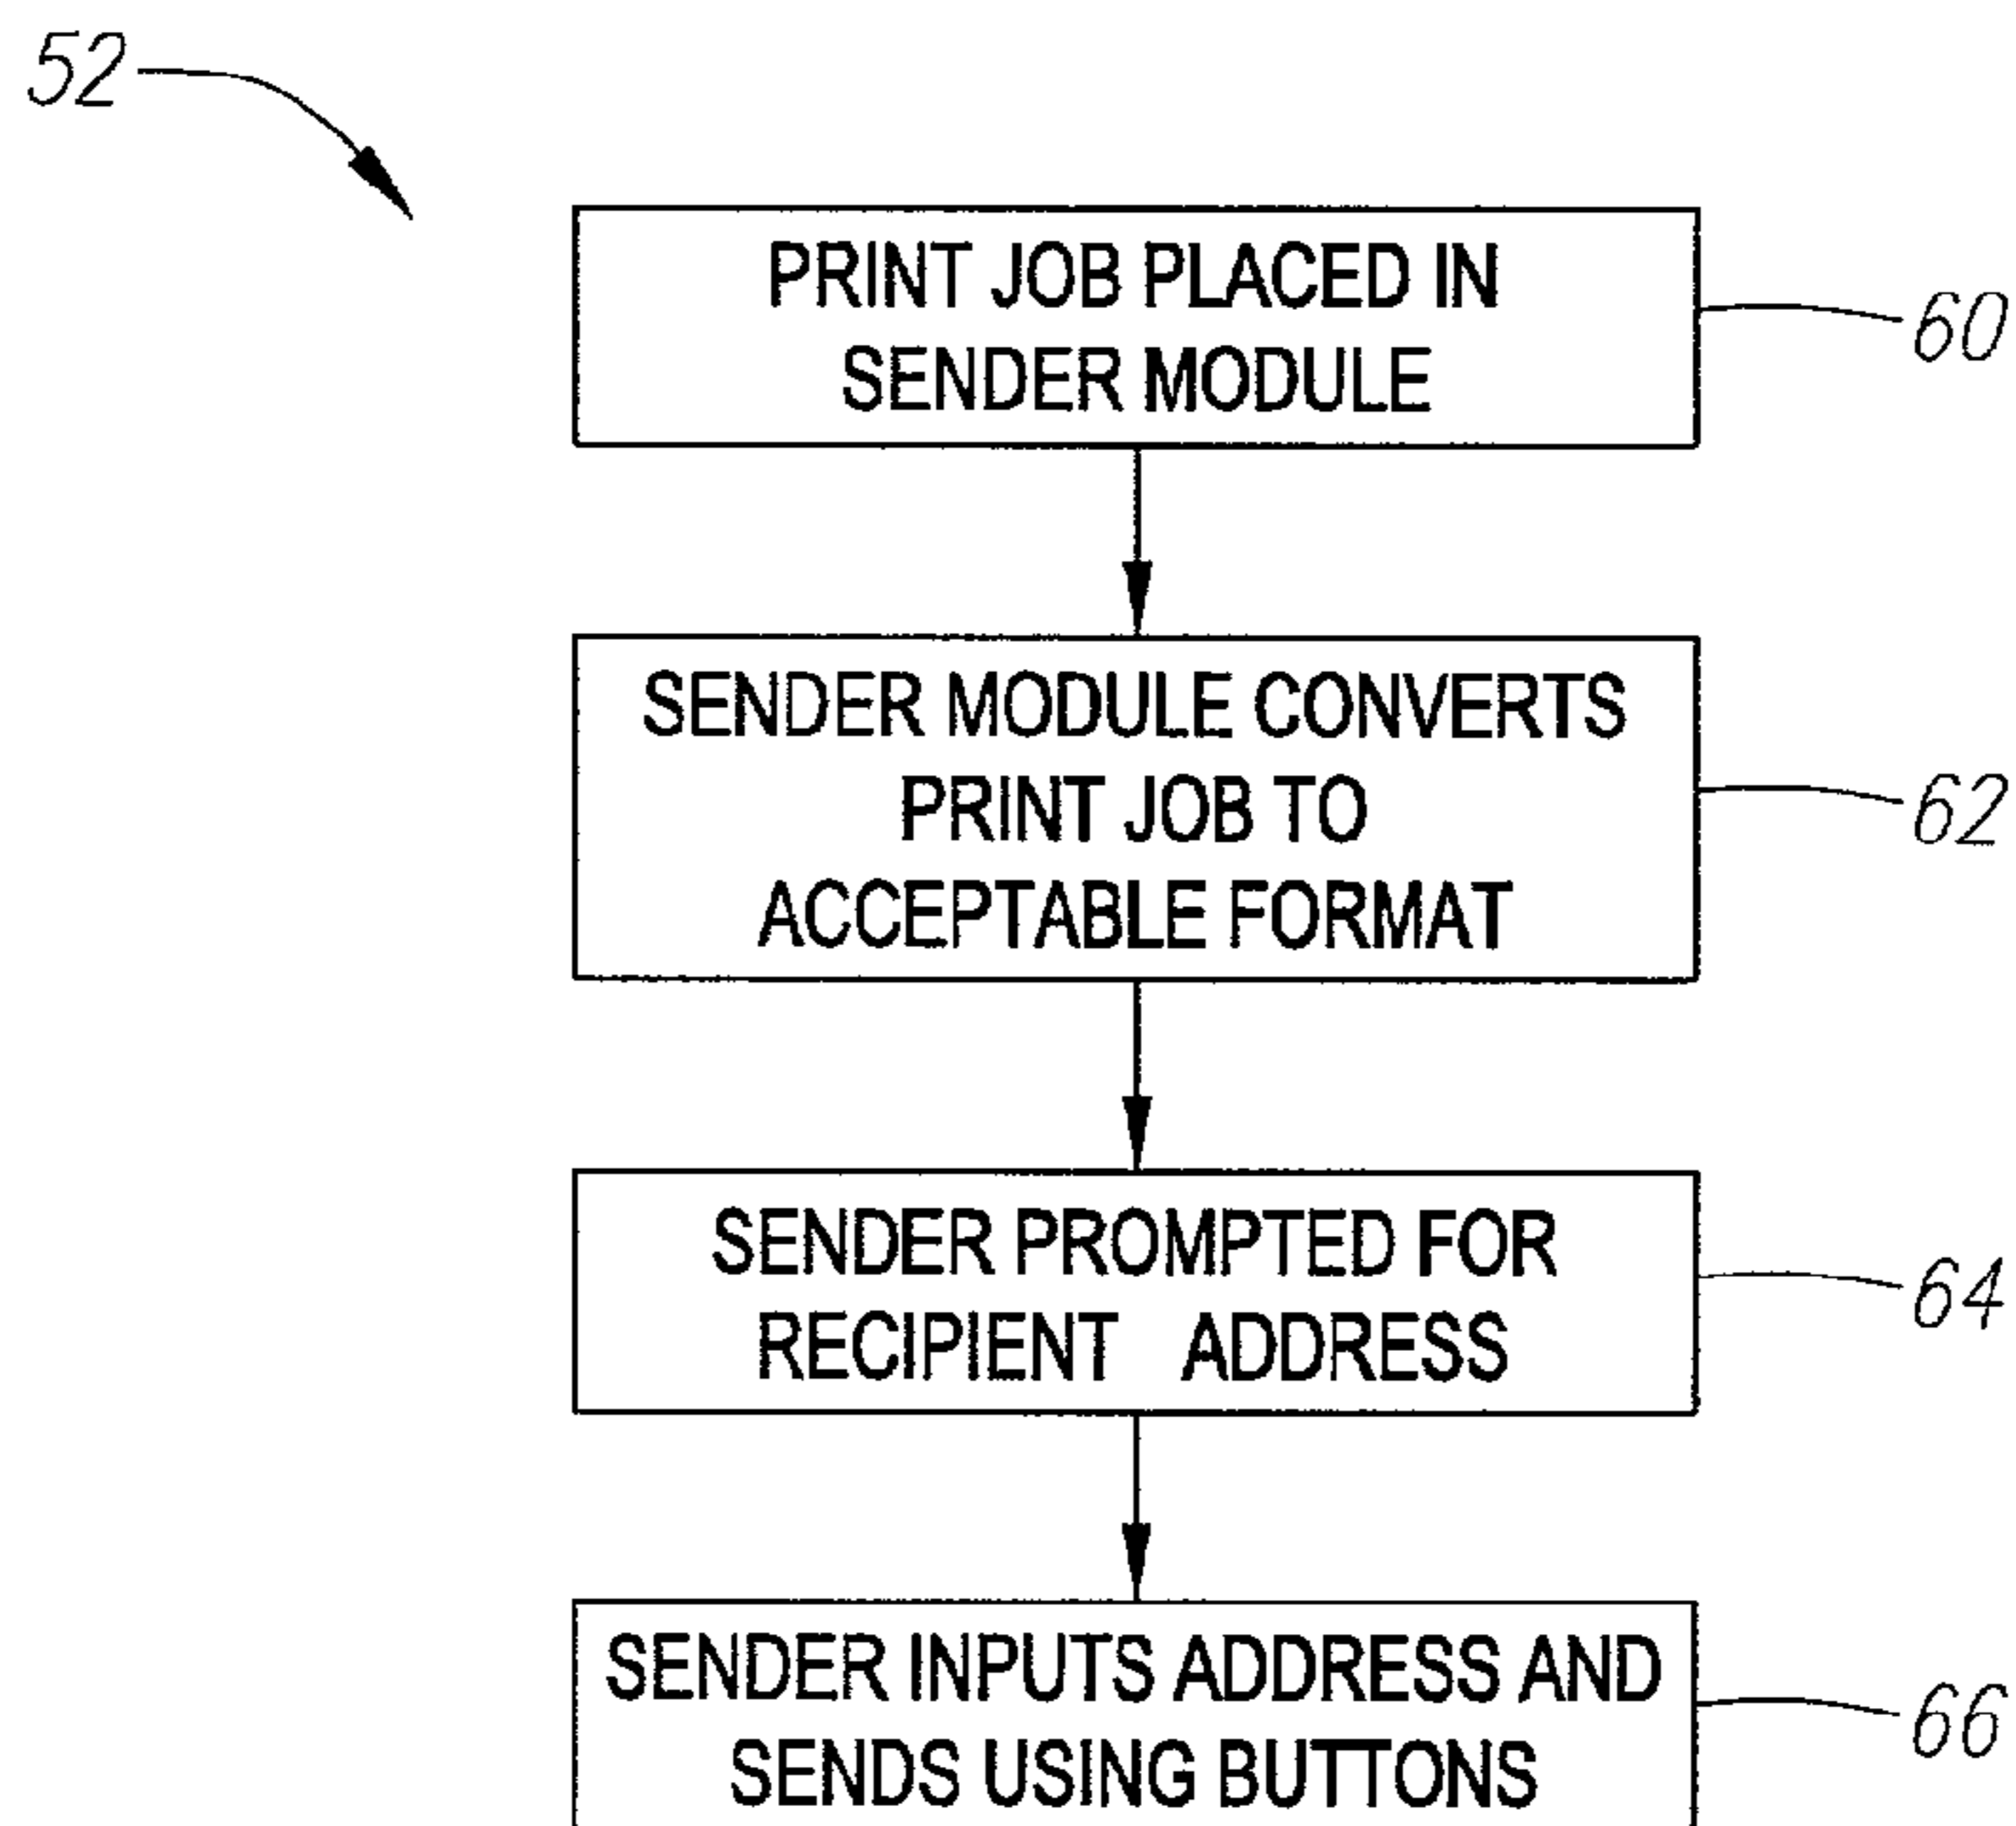 52
PRINT JOB PLACED IN
SENDER MODULE
60
SENDER MODULE CONVERTS
PRINT JOB TO
ACCEPTABLE FORMAT
62
SENDER PROMPTED FOR
RECIPIENT ADDRESS
64
SENDER INPUTS ADDRESS AND
SENDS USING BUTTONS
66